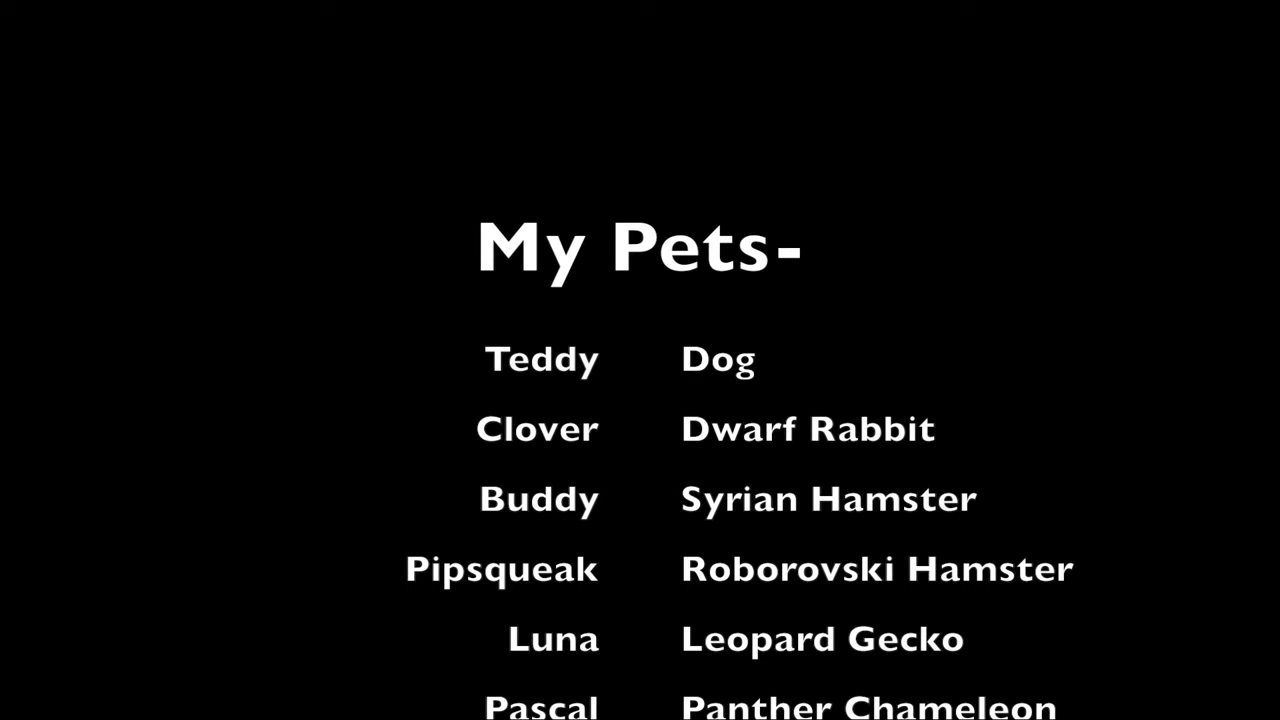 My Pets-
Teddy Dog
Clover Dwarf Rabbit
Buddy Syrian Hamster
Pipsqueak Roborovski Hamster
Luna Leopard Gecko
Pascal Panther Chameleon